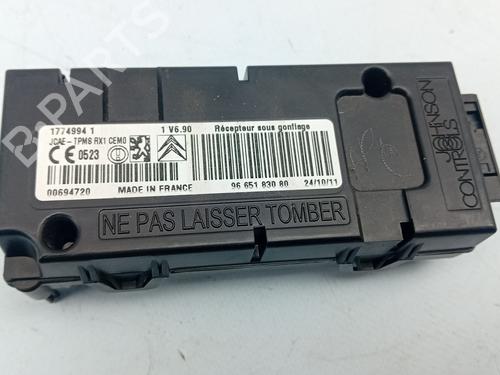 1774994 1
1 V6.90
Récepteur sous gonflage
JCAE - TPMS RX1 CEM0
CE 0523
00694720
MADE IN FRANCE
96 651 830 80
24/10/11
NE PAS LAISSER TOMBER
JOHNSON
CONTROLS
B-PARTS